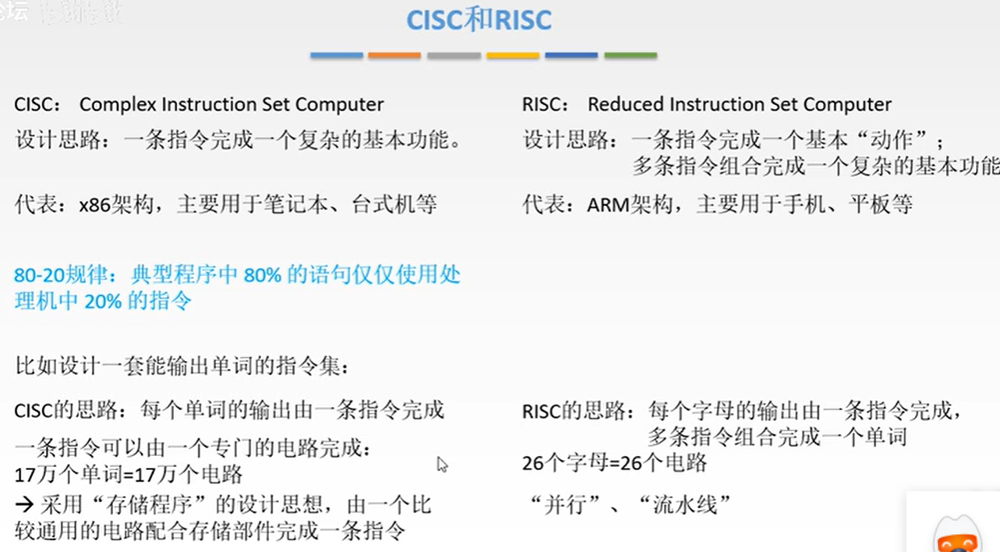 论坛
CISC和RISC
CISC： Complex Instruction Set Computer
设计思路：一条指令完成一个复杂的基本功能。
代表：x86架构，主要用于笔记本、台式机等
80-20规律：典型程序中 80% 的语句仅仅使用处
理机中 20% 的指令
比如设计一套能输出单词的指令集：
CISC的思路：每个单词的输出由一条指令完成
一条指令可以由一个专门的电路完成：
17万个单词=17万个电路
→ 采用“存储程序”的设计思想，由一个比
较通用的电路配合存储部件完成一条指令
RISC： Reduced Instruction Set Computer
设计思路：一条指令完成一个基本“动作”；
多条指令组合完成一个复杂的基本功能
代表：ARM架构，主要用于手机、平板等
RISC的思路：每个字母的输出由一条指令完成，
多条指令组合完成一个单词
26个字母=26个电路
“并行”、“流水线”